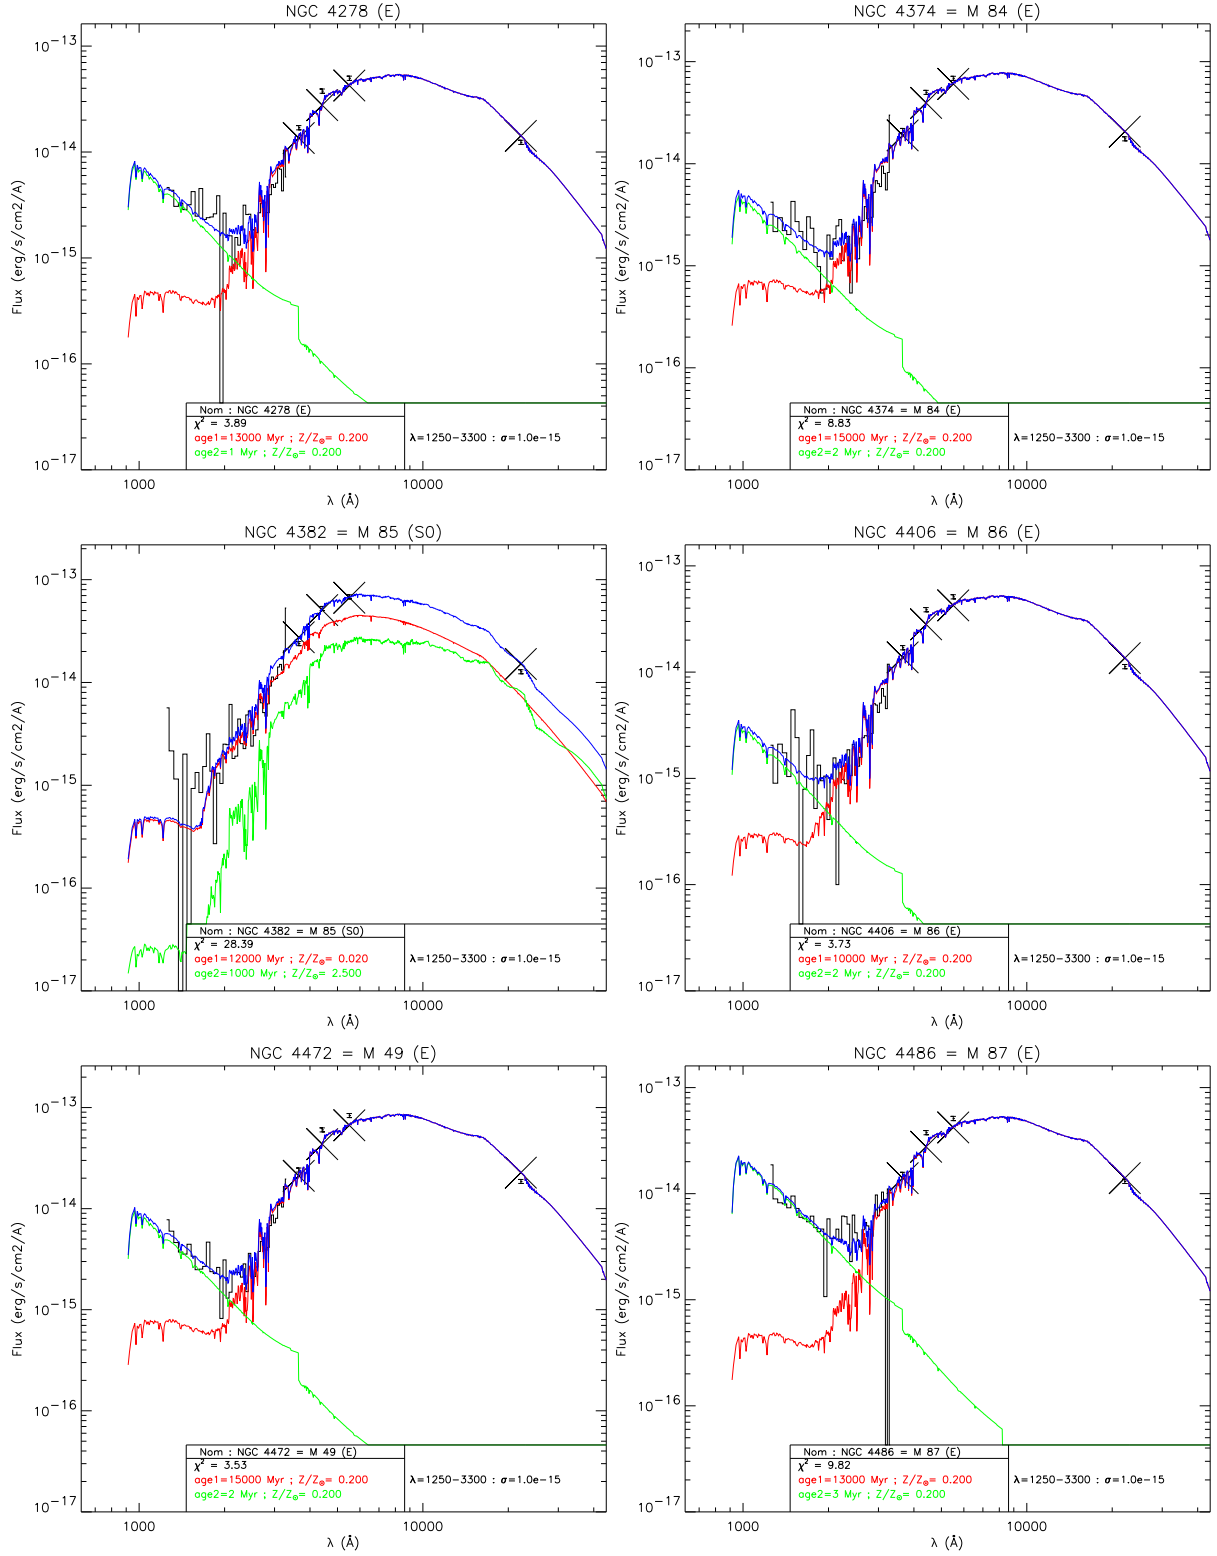 NGC 4278 (E)
Flux (erg/s/cm2/A)
10⁻¹³
10⁻¹⁴
10⁻¹⁵
10⁻¹⁶
10⁻¹⁷
Nom : NGC 4278 (E)
χ² = 3.89
age1=13000 Myr ; Z/Z⊙= 0.200
age2=1 Myr ; Z/Z⊙= 0.200
λ=1250-3300 : σ=1.0e-15
1000 10000
λ (Å)
NGC 4374 = M 84 (E)
Flux (erg/s/cm2/A)
10⁻¹³
10⁻¹⁴
10⁻¹⁵
10⁻¹⁶
10⁻¹⁷
Nom : NGC 4374 = M 84 (E)
χ² = 8.83
age1=15000 Myr ; Z/Z⊙= 0.200
age2=2 Myr ; Z/Z⊙= 0.200
λ=1250-3300 : σ=1.0e-15
1000 10000
λ (Å)
NGC 4382 = M 85 (S0)
Flux (erg/s/cm2/A)
10⁻¹³
10⁻¹⁴
10⁻¹⁵
10⁻¹⁶
10⁻¹⁷
Nom : NGC 4382 = M 85 (S0)
χ² = 28.39
age1=12000 Myr ; Z/Z⊙= 0.020
age2=1000 Myr ; Z/Z⊙= 2.500
λ=1250-3300 : σ=1.0e-15
1000 10000
λ (Å)
NGC 4406 = M 86 (E)
Flux (erg/s/cm2/A)
10⁻¹³
10⁻¹⁴
10⁻¹⁵
10⁻¹⁶
10⁻¹⁷
Nom : NGC 4406 = M 86 (E)
χ² = 3.73
age1=10000 Myr ; Z/Z⊙= 0.200
age2=2 Myr ; Z/Z⊙= 0.200
λ=1250-3300 : σ=1.0e-15
1000 10000
λ (Å)
NGC 4472 = M 49 (E)
Flux (erg/s/cm2/A)
10⁻¹³
10⁻¹⁴
10⁻¹⁵
10⁻¹⁶
10⁻¹⁷
Nom : NGC 4472 = M 49 (E)
χ² = 3.53
age1=15000 Myr ; Z/Z⊙= 0.200
age2=2 Myr ; Z/Z⊙= 0.200
λ=1250-3300 : σ=1.0e-15
1000 10000
λ (Å)
NGC 4486 = M 87 (E)
Flux (erg/s/cm2/A)
10⁻¹³
10⁻¹⁴
10⁻¹⁵
10⁻¹⁶
10⁻¹⁷
Nom : NGC 4486 = M 87 (E)
χ² = 9.82
age1=13000 Myr ; Z/Z⊙= 0.200
age2=3 Myr ; Z/Z⊙= 0.200
λ=1250-3300 : σ=1.0e-15
1000 10000
λ (Å)